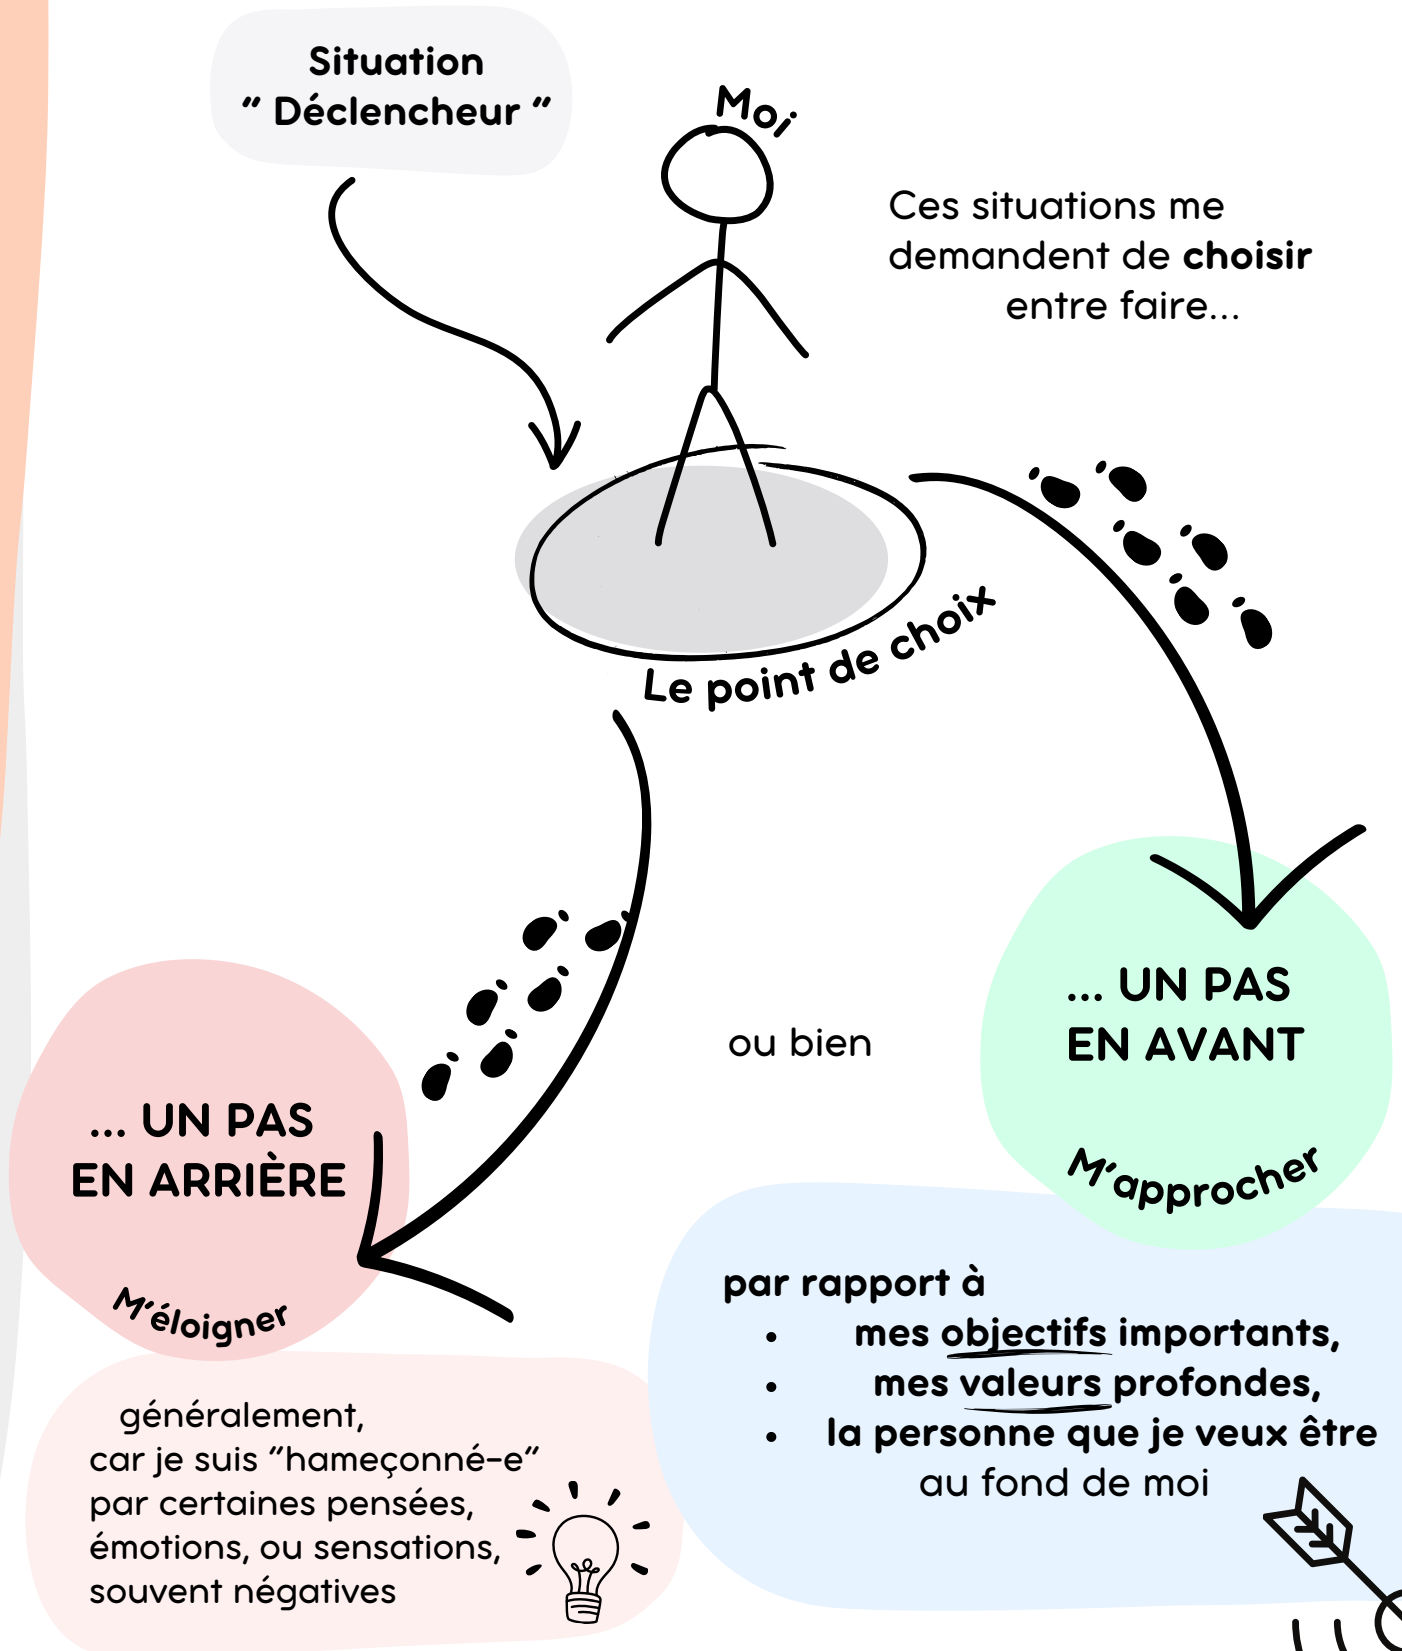 Situation
" Déclencheur "
Moi
Ces situations me
demandent de choisir
entre faire...
Le point de choix
... UN PAS
EN ARRIÈRE
M'éloigner
ou bien
... UN PAS
EN AVANT
M'approcher
par rapport à
• mes objectifs importants,
• mes valeurs profondes,
• la personne que je veux être
au fond de moi
généralement,
car je suis "hameçonné-e"
par certaines pensées,
émotions, ou sensations,
souvent négatives